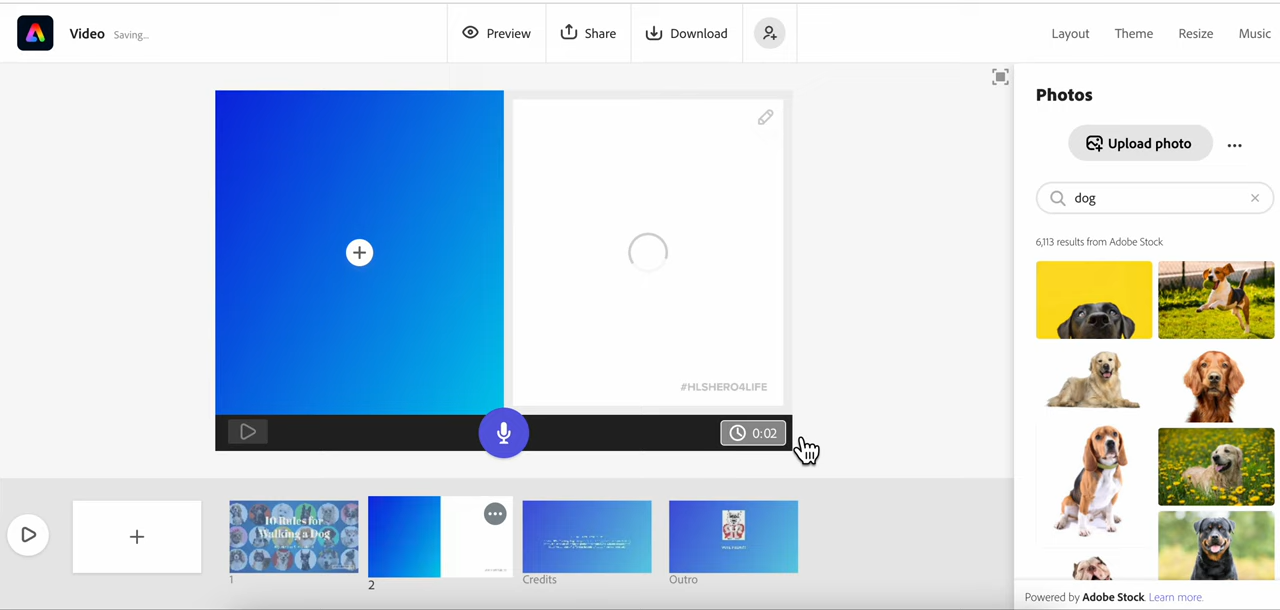 Video Saving...
Preview
Share
Download
Layout
Theme
Resize
Music
Photos
Upload photo
dog
6,113 results from Adobe Stock
#HLSHERO4LIFE
0:02
10 Rules for
Walking a Dog
1
2
Credits
Outro
Powered by Adobe Stock. Learn more.